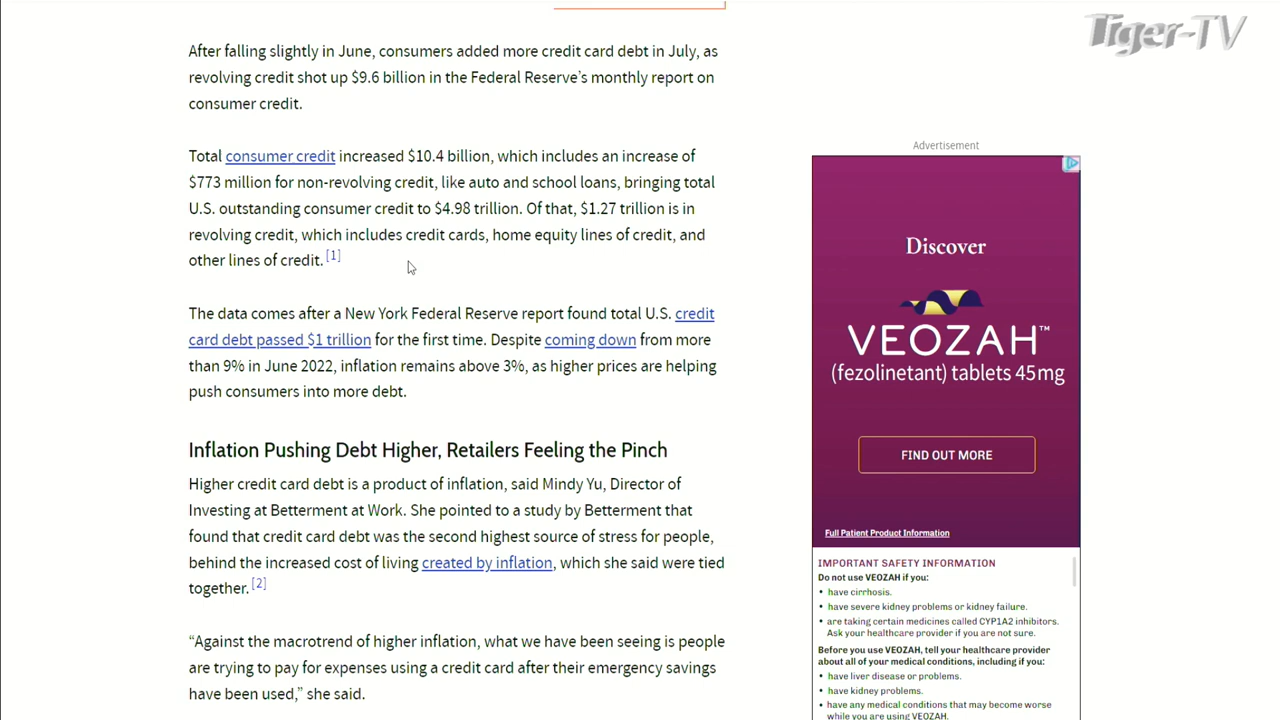 Tiger-TV
After falling slightly in June, consumers added more credit card debt in July, as
revolving credit shot up $9.6 billion in the Federal Reserve’s monthly report on
consumer credit.
Total consumer credit increased $10.4 billion, which includes an increase of
$773 million for non-revolving credit, like auto and school loans, bringing total
U.S. outstanding consumer credit to $4.98 trillion. Of that, $1.27 trillion is in
revolving credit, which includes credit cards, home equity lines of credit, and
other lines of credit. [1]
The data comes after a New York Federal Reserve report found total U.S. credit
card debt passed $1 trillion for the first time. Despite coming down from more
than 9% in June 2022, inflation remains above 3%, as higher prices are helping
push consumers into more debt.
Inflation Pushing Debt Higher, Retailers Feeling the Pinch
Higher credit card debt is a product of inflation, said Mindy Yu, Director of
Investing at Betterment at Work. She pointed to a study by Betterment that
found that credit card debt was the second highest source of stress for people,
behind the increased cost of living created by inflation, which she said were tied
together. [2]
“Against the macrotrend of higher inflation, what we have been seeing is people
are trying to pay for expenses using a credit card after their emergency savings
have been used,” she said.
Advertisement
Discover
VEOZAH™
(fezolinetant) tablets 45mg
FIND OUT MORE
Full Patient Product Information
IMPORTANT SAFETY INFORMATION
Do not use VEOZAH if you:
• have cirrhosis.
• have severe kidney problems or kidney failure.
• are taking certain medicines called CYP1A2 inhibitors.
Ask your healthcare provider if you are not sure.
Before you use VEOZAH, tell your healthcare provider
about all of your medical conditions, including if you:
• have liver disease or problems.
• have kidney problems.
• have any medical conditions that may become worse
while you are using VEOZAH.